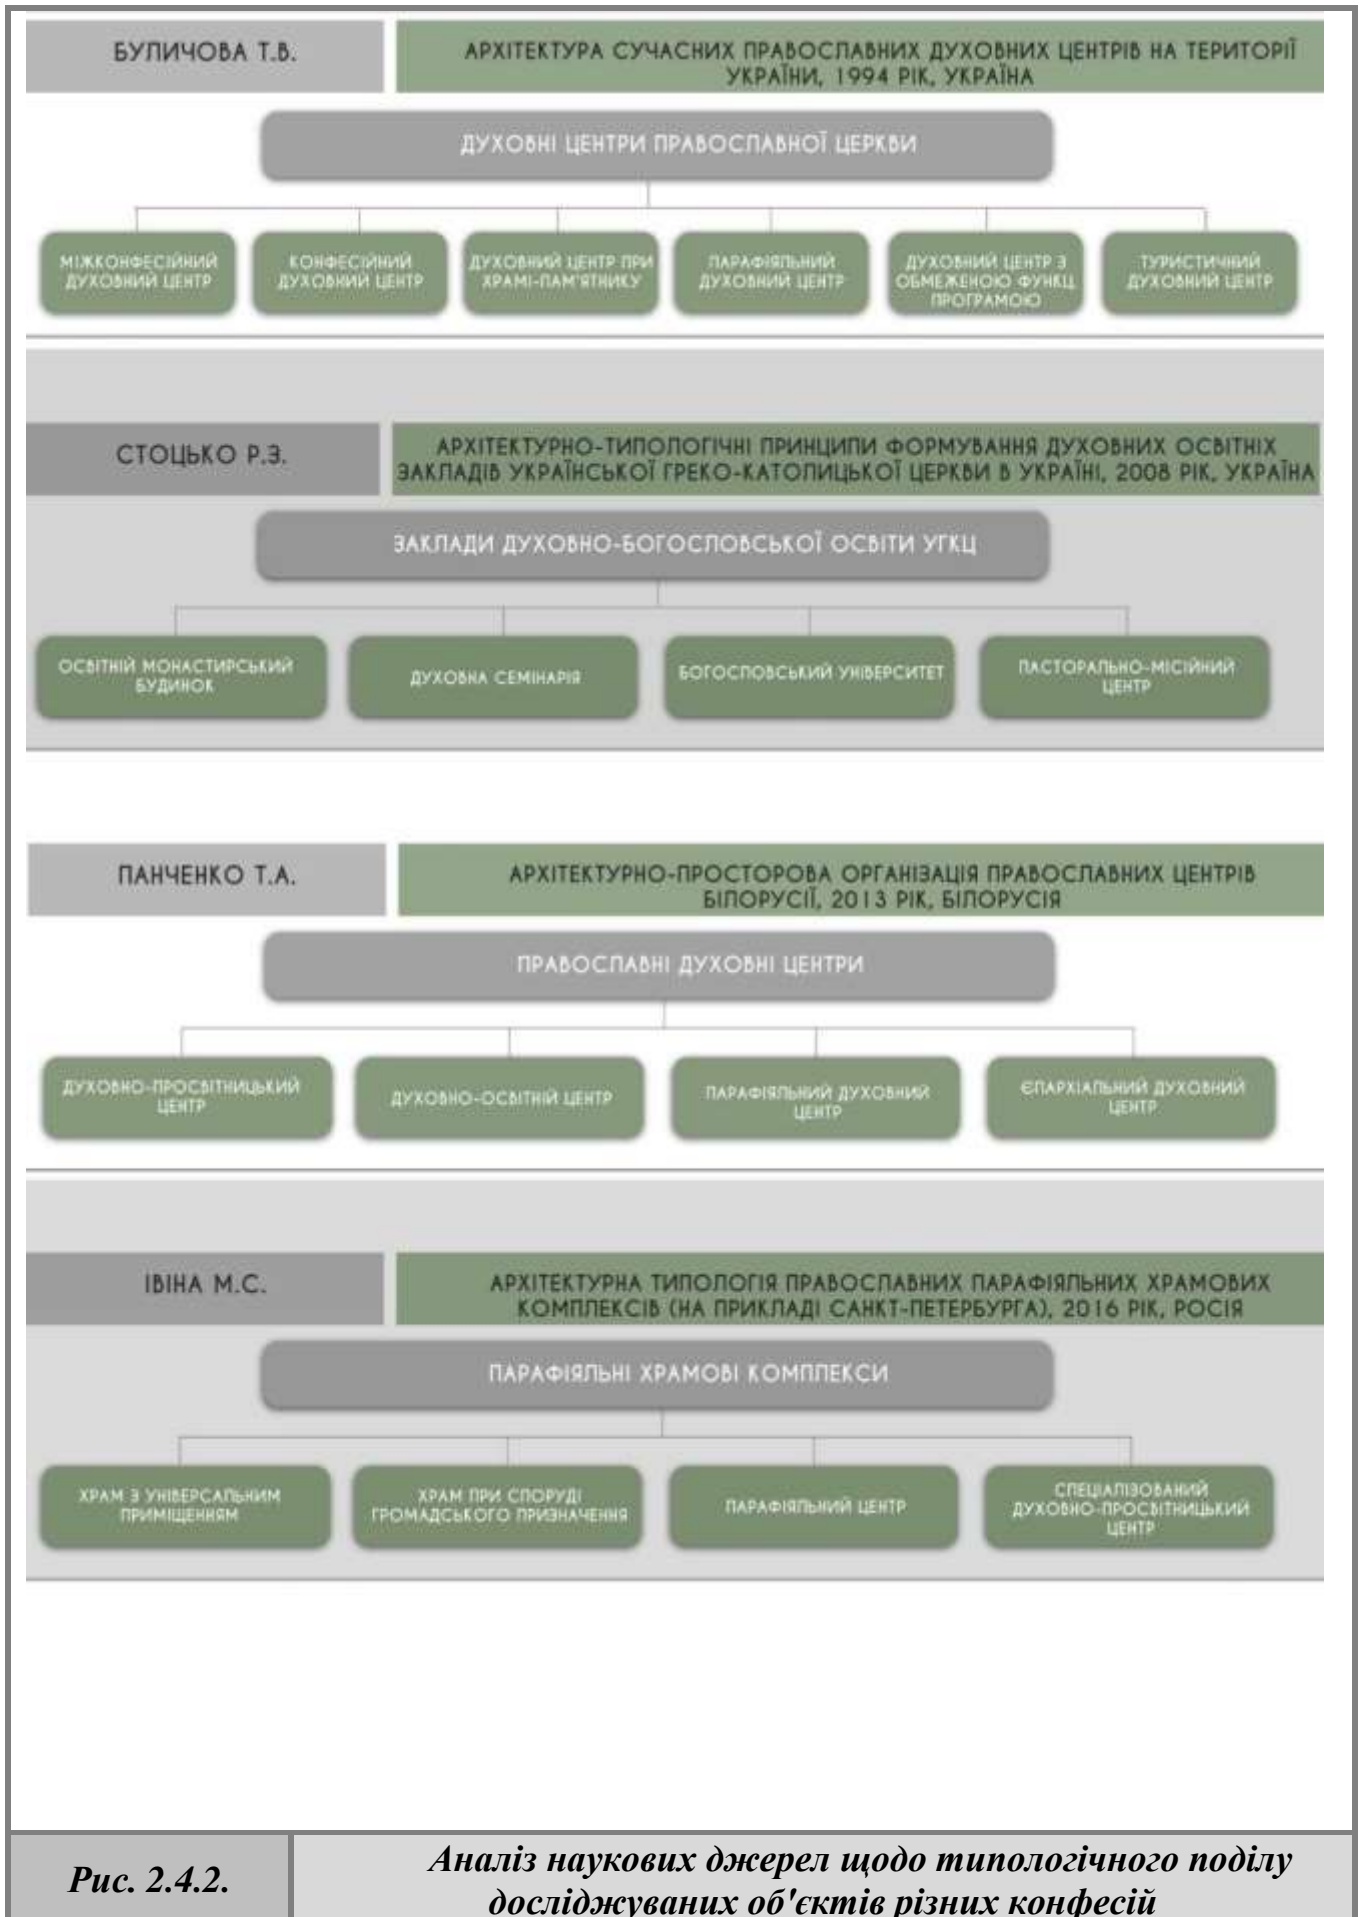 БУЛИЧОВА Т.В.
АРХІТЕКТУРА СУЧАСНИХ ПРАВОСЛАВНИХ ДУХОВНИХ ЦЕНТРІВ НА ТЕРИТОРІЇ
УКРАЇНИ, 1994 РІК, УКРАЇНА
ДУХОВНІ ЦЕНТРИ ПРАВОСЛАВНОЇ ЦЕРКВИ
МІЖКОНФЕСІЙНИЙ
ДУХОВНИЙ ЦЕНТР
КОНФЕСІЙНИЙ
ДУХОВНИЙ ЦЕНТР
ДУХОВНИЙ ЦЕНТР ПРИ
ХРАМІ-ПАМ'ЯТНИКУ
ПАРАФІЯЛЬНИЙ
ДУХОВНИЙ ЦЕНТР
ДУХОВНИЙ ЦЕНТР З
ОБМЕЖЕНОЮ ФУНКЦ.
ПРОГРАМОЮ
ТУРИСТИЧНИЙ
ДУХОВНИЙ ЦЕНТР
СТОЦЬКО Р.З.
АРХІТЕКТУРНО-ТИПОЛОГІЧНІ ПРИНЦИПИ ФОРМУВАННЯ ДУХОВНИХ ОСВІТНІХ
ЗАКЛАДІВ УКРАЇНСЬКОЇ ГРЕКО-КАТОЛИЦЬКОЇ ЦЕРКВИ В УКРАЇНІ, 2008 РІК, УКРАЇНА
ЗАКЛАДИ ДУХОВНО-БОГОСЛОВСЬКОЇ ОСВІТИ УГКЦ
ОСВІТНІЙ МОНАСТИРСЬКИЙ
БУДИНОК
ДУХОВНА СЕМІНАРІЯ
БОГОСЛОВСЬКИЙ УНІВЕРСИТЕТ
ПАСТОРАЛЬНО-МІСІЙНИЙ
ЦЕНТР
ПАНЧЕНКО Т.А.
АРХІТЕКТУРНО-ПРОСТОРОВА ОРГАНІЗАЦІЯ ПРАВОСЛАВНИХ ЦЕНТРІВ
БІЛОРУСІЇ, 2013 РІК, БІЛОРУСІЯ
ПРАВОСЛАВНІ ДУХОВНІ ЦЕНТРИ
ДУХОВНО-ПРОСВІТНИЦЬКИЙ
ЦЕНТР
ДУХОВНО-ОСВІТНІЙ ЦЕНТР
ПАРАФІЯЛЬНИЙ ДУХОВНИЙ
ЦЕНТР
ЄПАРХІАЛЬНИЙ ДУХОВНИЙ
ЦЕНТР
ІВІНА М.С.
АРХІТЕКТУРНА ТИПОЛОГІЯ ПРАВОСЛАВНИХ ПАРАФІЯЛЬНИХ ХРАМОВИХ
КОМПЛЕКСІВ (НА ПРИКЛАДІ САНКТ-ПЕТЕРБУРГА), 2016 РІК, РОСІЯ
ПАРАФІЯЛЬНІ ХРАМОВІ КОМПЛЕКСИ
ХРАМ З УНІВЕРСАЛЬНИМ
ПРИМІЩЕННЯМ
ХРАМ ПРИ СПОРУДІ
ГРОМАДСЬКОГО ПРИЗНАЧЕННЯ
ПАРАФІЯЛЬНИЙ ЦЕНТР
СПЕЦІАЛІЗОВАНИЙ
ДУХОВНО-ПРОСВІТНИЦЬКИЙ
ЦЕНТР
Рис. 2.4.2.
Аналіз наукових джерел щодо типологічного поділу
досліджуваних об'єктів різних конфесій